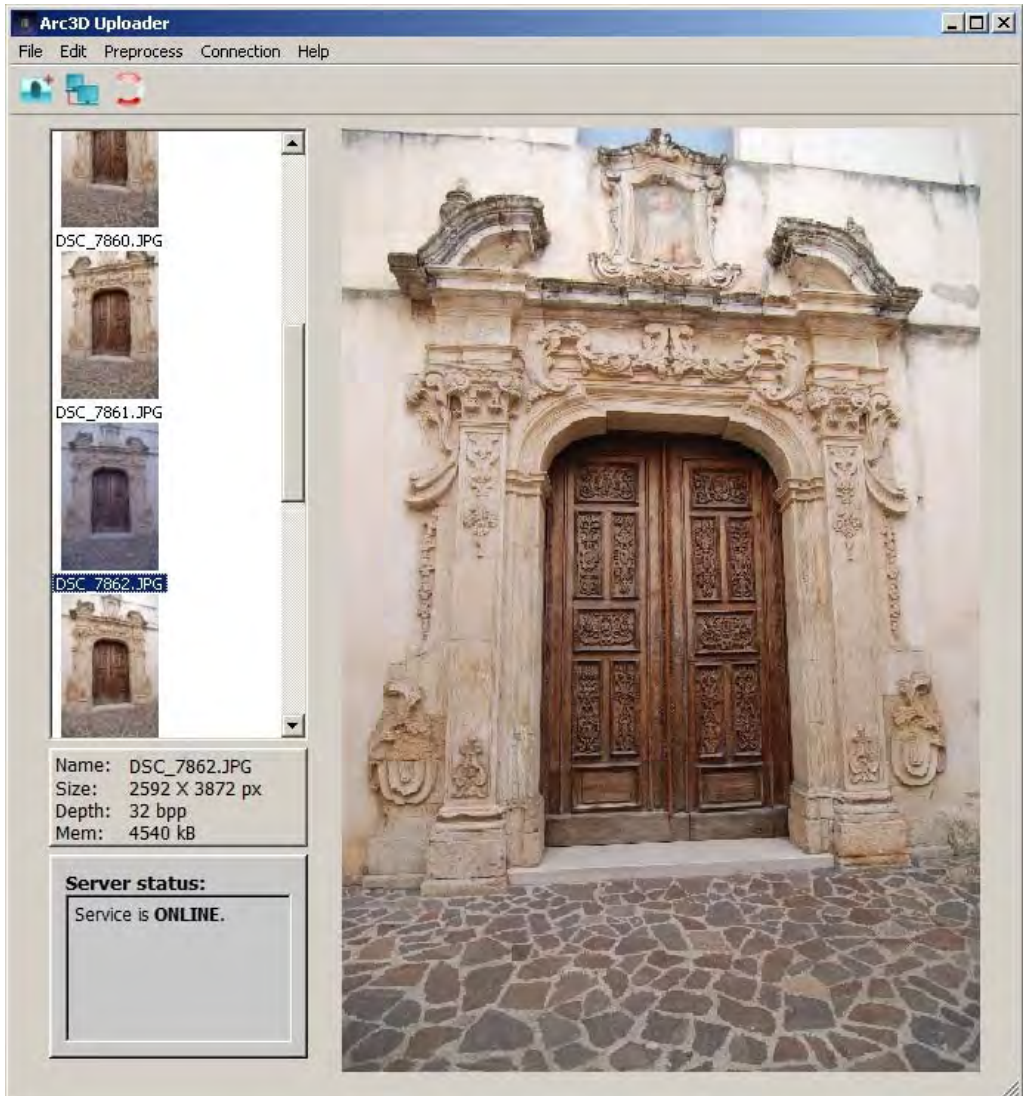 Arc3D Uploader
File Edit Preprocess Connection Help
DSC_7860.JPG
DSC_7861.JPG
DSC_7862.JPG
Name: DSC_7862.JPG
Size: 2592 X 3872 px
Depth: 32 bpp
Mem: 4540 kB
Server status:
Service is ONLINE.